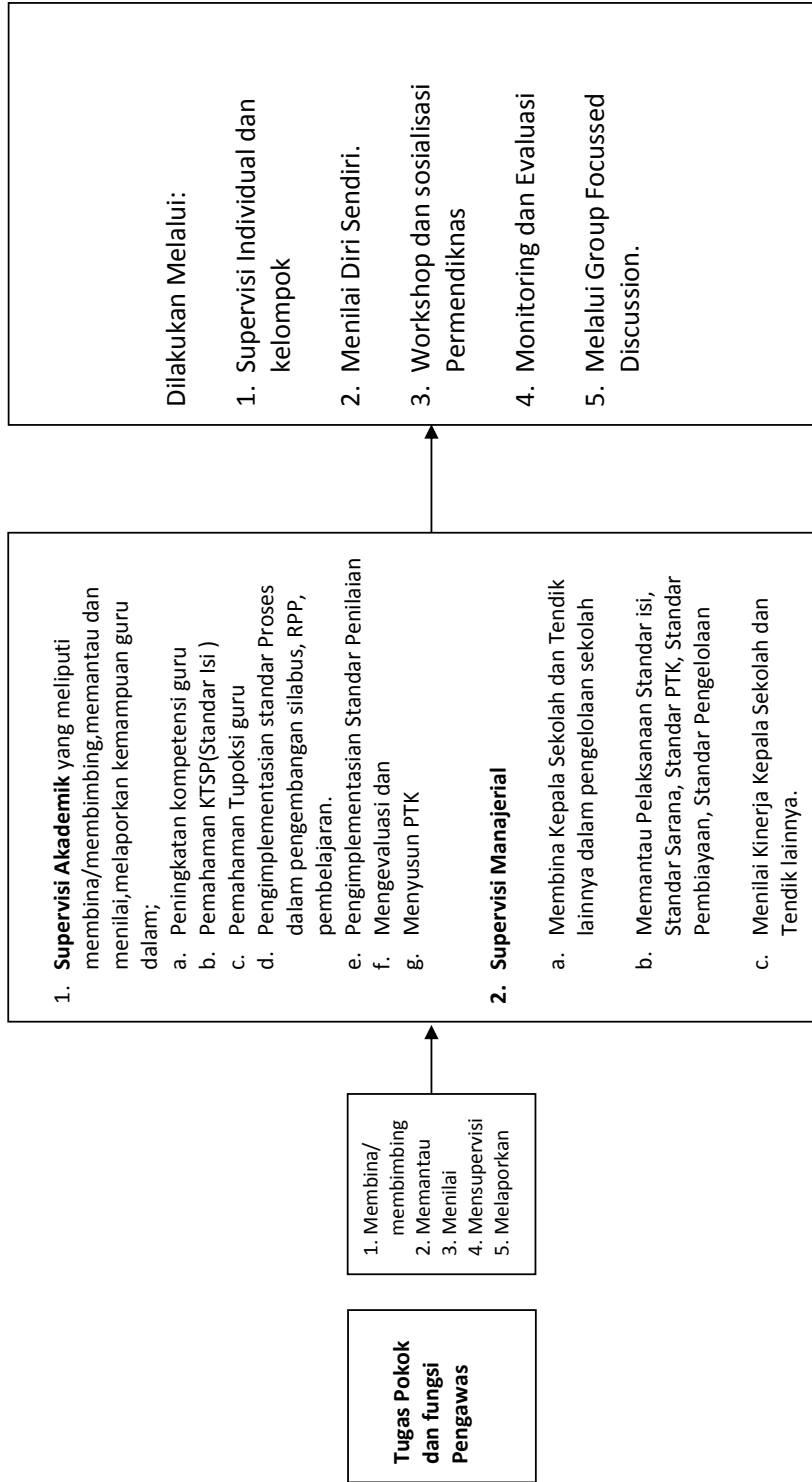 Tugas Pokok
dan fungsi
Pengawas
1. Membina/
membimbing
2. Memantau
3. Menilai
4. Mensupervisi
5. Melaporkan
1. Supervisi Akademik yang meliputi
membina/membimbing,memantau dan
menilai,melaporkan kemampuan guru
dalam;
a. Peningkatan kompetensi guru
b. Pemahaman KTSP(Standar Isi )
c. Pemahaman Tupoksi guru
d. Pengimplementasian standar Proses
dalam pengembangan silabus, RPP,
pembelajaran.
e. Pengimplementasian Standar Penilaian
f. Mengevaluasi dan
g. Menyusun PTK
2. Supervisi Manajerial
a. Membina Kepala Sekolah dan Tendik
lainnya dalam pengelolaan sekolah
b. Memantau Pelaksanaan Standar isi,
Standar Sarana, Standar PTK, Standar
Pembiayaan, Standar Pengelolaan
c. Menilai Kinerja Kepala Sekolah dan
Tendik lainnya.
Dilakukan Melalui:
1. Supervisi Individual dan
kelompok
2. Menilai Diri Sendiri.
3. Workshop dan sosialisasi
Permendiknas
4. Monitoring dan Evaluasi
5. Melalui Group Focussed
Discussion.